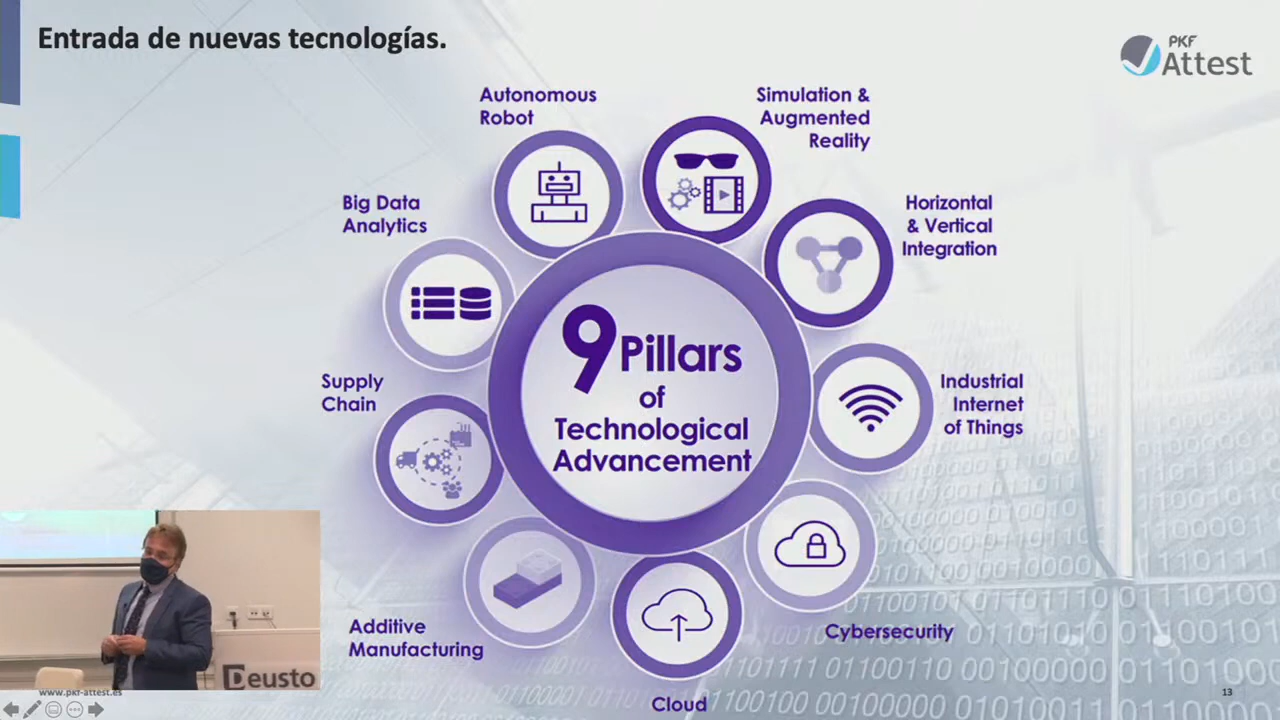 Entrada de nuevas tecnologías.
PKF
Attest
Autonomous
Robot
Simulation &
Augmented
Reality
Big Data
Analytics
Horizontal
& Vertical
Integration
9 Pillars
of
Technological
Advancement
Supply
Chain
Industrial
Internet
of Things
Additive
Manufacturing
Cybersecurity
Cloud
Deusto
www.pkf-attest.es
13